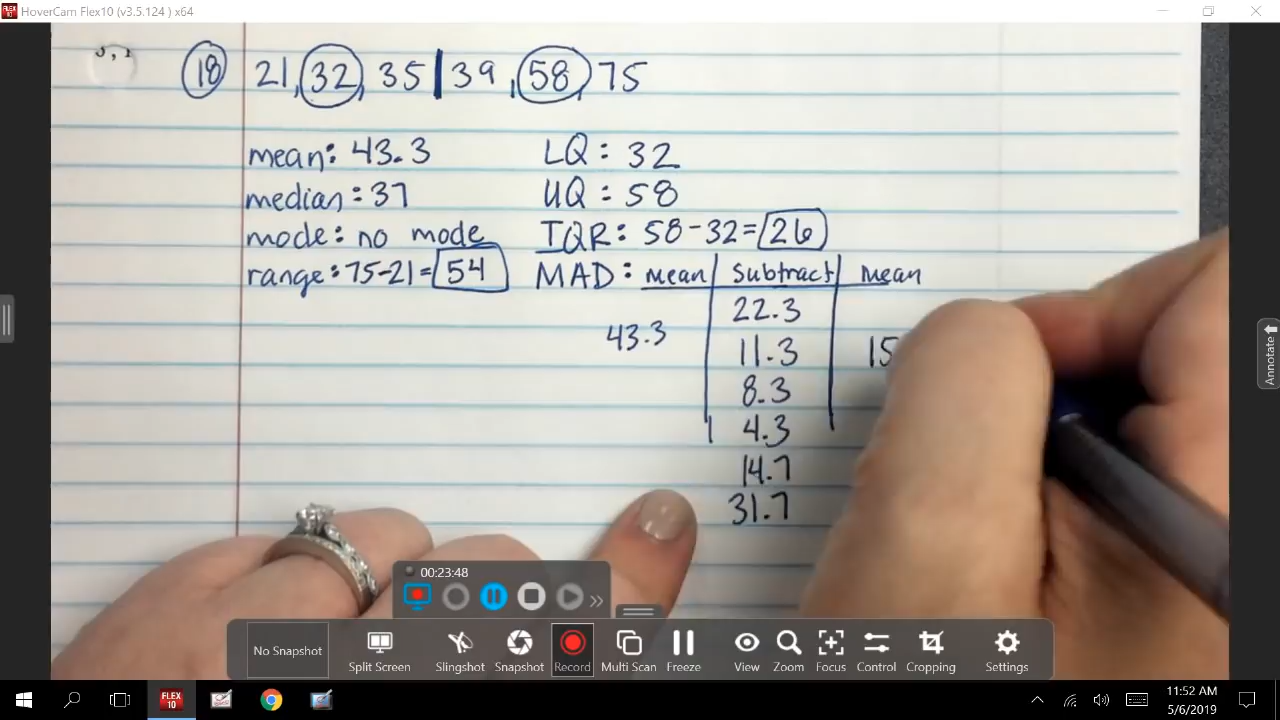 HoverCam Flex10 (v3.5.124) x64
18 21, 32, 35 | 39, 58, 75
mean: 43.3 LQ: 32
median: 37 UQ: 58
mode: no mode IQR: 58-32= 26
range: 75-21= 54 MAD: mean Subtract mean
22.3
43.3 11.3 15
8.3
4.3
14.7
31.7
Annotate
00:23:48
No Snapshot Split Screen Slingshot Snapshot Record Multi Scan Freeze View Zoom Focus Control Cropping Settings
FLEX 10
11:52 AM
5/6/2019